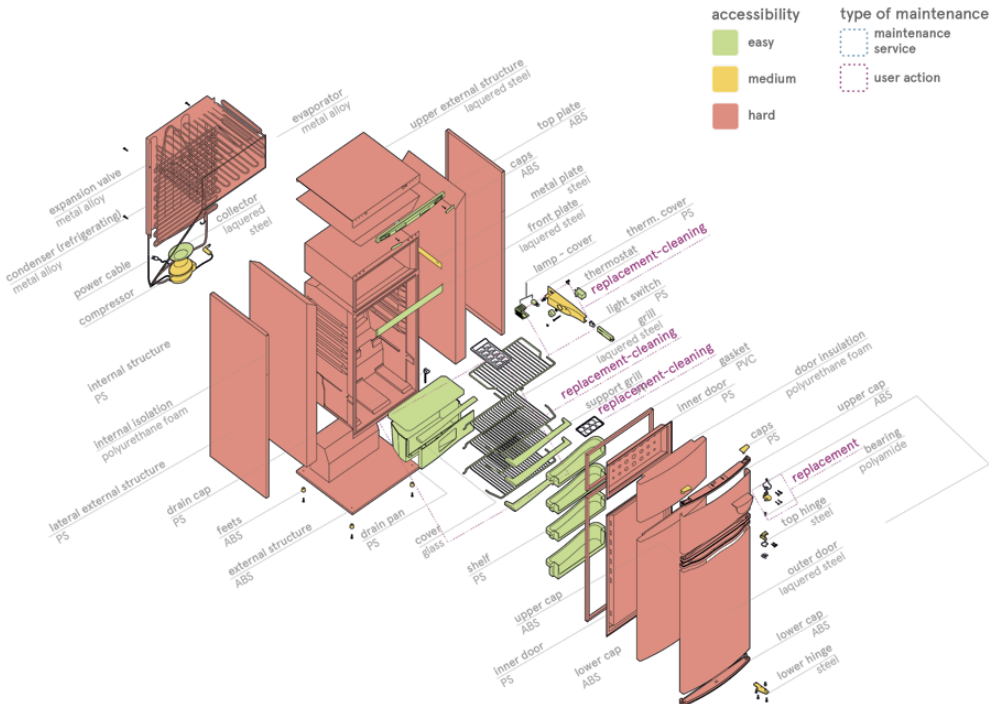 accessibility
easy
medium
hard
type of maintenance
maintenance
service
user action
evaporator
metal alloy
upper external structure
laquered steel
top plate
ABS
caps
ABS
metal plate
steel
front plate
laquered steel
therm. cover
PS
lamp - cover
thermostat
replacement-cleaning
light switch
PS
grill
laquered steel
replacement-cleaning
support grill
replacement-cleaning
gasket
PVC
inner door
PS
door insulation
polyurethane foam
upper cap
ABS
caps
PS
replacement
bearing
polyamide
top hinge
steel
outer door
laquered steel
lower cap
ABS
lower hinge
steel
expansion valve
metal alloy
collector
laquered
steel
condenser (refrigerating)
metal alloy
power cable
compressor
internal structure
PS
internal isolation
polyurethane foam
lateral external structure
PS
drain cap
PS
feets
ABS
external structure
ABS
drain pan
PS
cover
glass
shelf
PS
upper cap
ABS
inner door
PS
lower cap
ABS